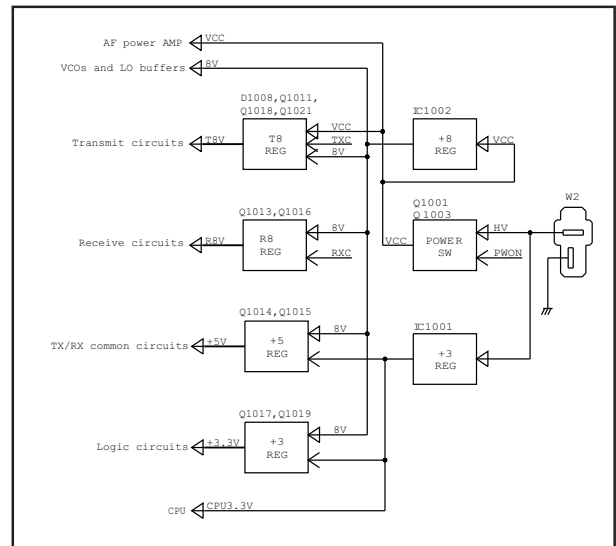 AF power AMP VCC
VCOs and LO buffers 8V
D1008,Q1011,
Q1018,Q1021
IC1002
Transmit circuits T8V
T8
REG
VCC
TXC
8V
+8
REG
VCC
Q1013,Q1016
Q1001
Q1003
W2
Receive circuits R8V
R8
REG
8V
RXC
VCC
POWER
SW
HV
PWON
Q1014,Q1015
IC1001
TX/RX common circuits +5V
+5
REG
8V
+3
REG
Q1017,Q1019
Logic circuits +3.3V
+3
REG
8V
CPU CPU3.3V